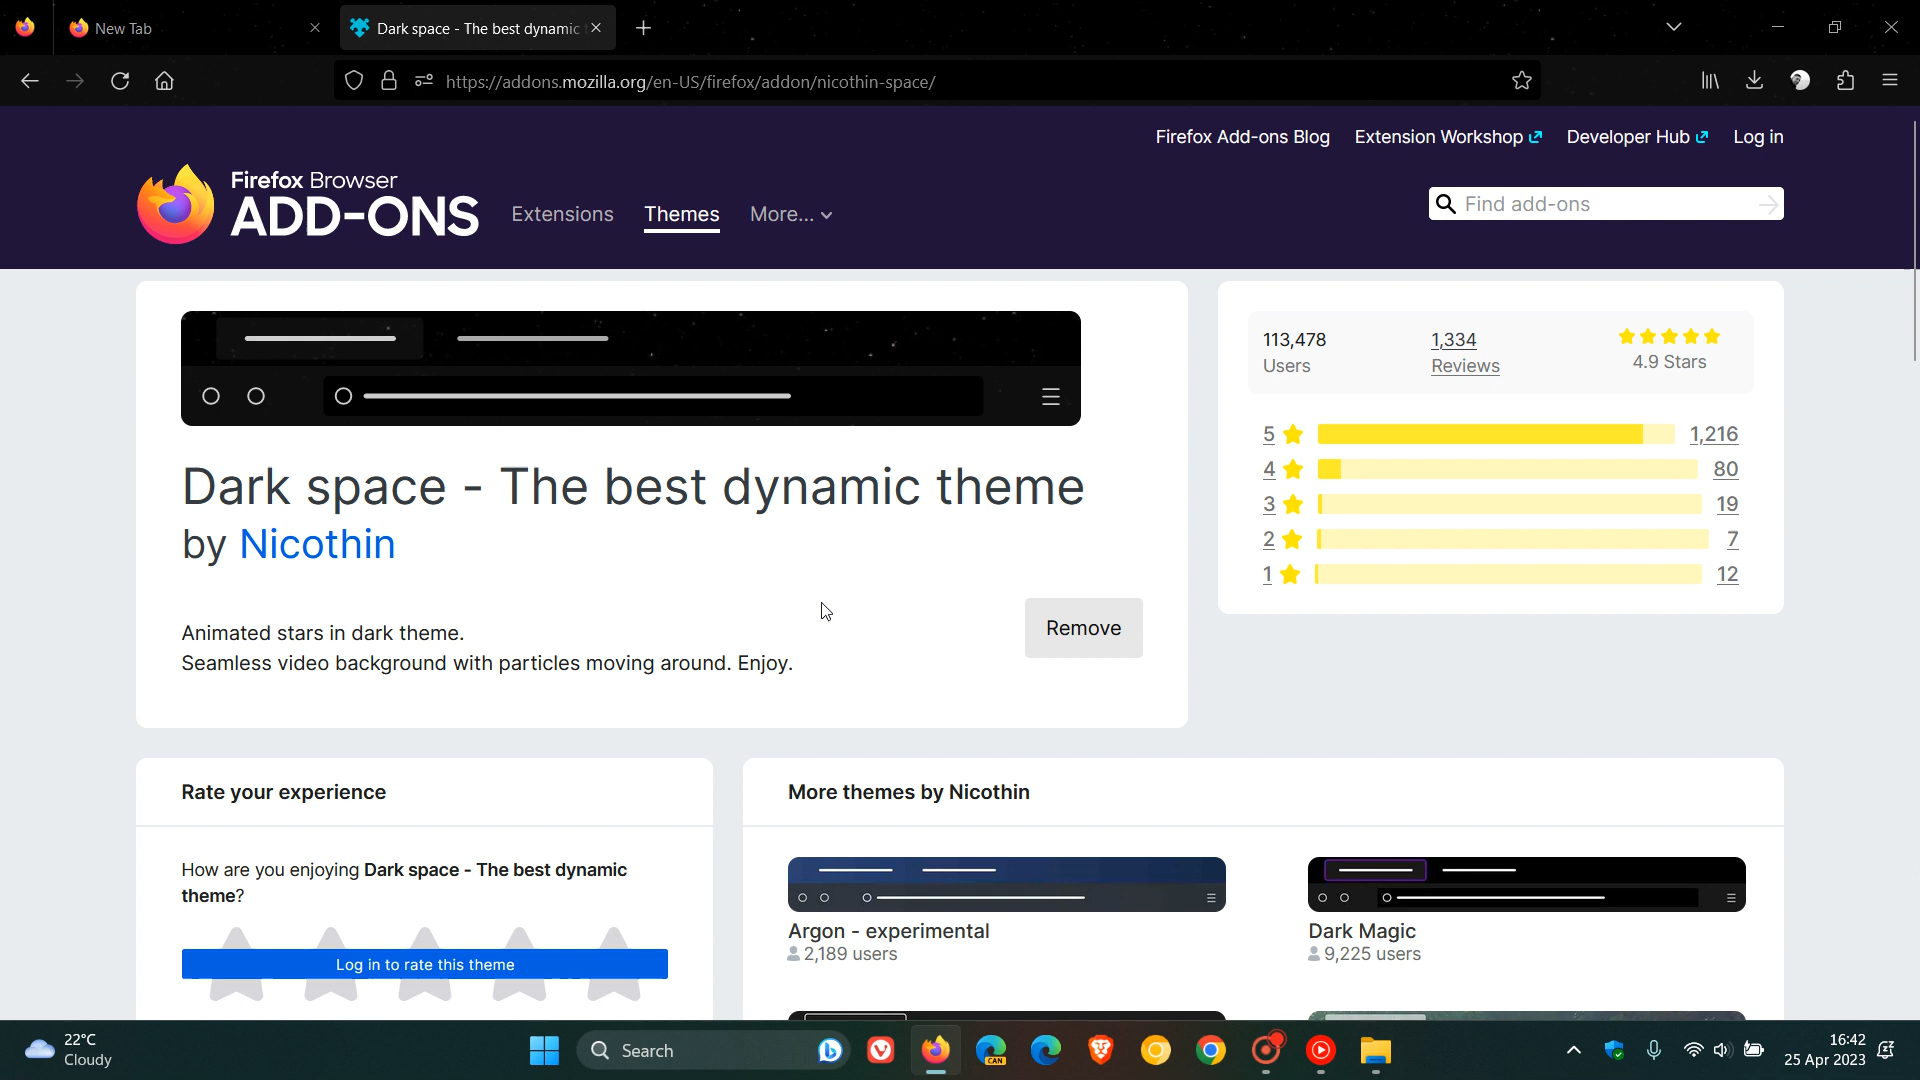 New Tab
Dark space - The best dynamic
https://addons.mozilla.org/en-US/firefox/addon/nicothin-space/
Firefox Add-ons Blog
Extension Workshop
Developer Hub
Log in
Firefox Browser
ADD-ONS
Extensions
Themes
More...
Find add-ons
Dark space - The best dynamic theme
by Nicothin
Animated stars in dark theme.
Seamless video background with particles moving around. Enjoy.
Remove
113,478
Users
1,334
Reviews
4.9 Stars
5 1,216
4 80
3 19
2 7
1 12
Rate your experience
How are you enjoying Dark space - The best dynamic
theme?
Log in to rate this theme
More themes by Nicothin
Argon - experimental
2,189 users
Dark Magic
9,225 users
22°C
Cloudy
Search
CAN
16:42
25 Apr 2023